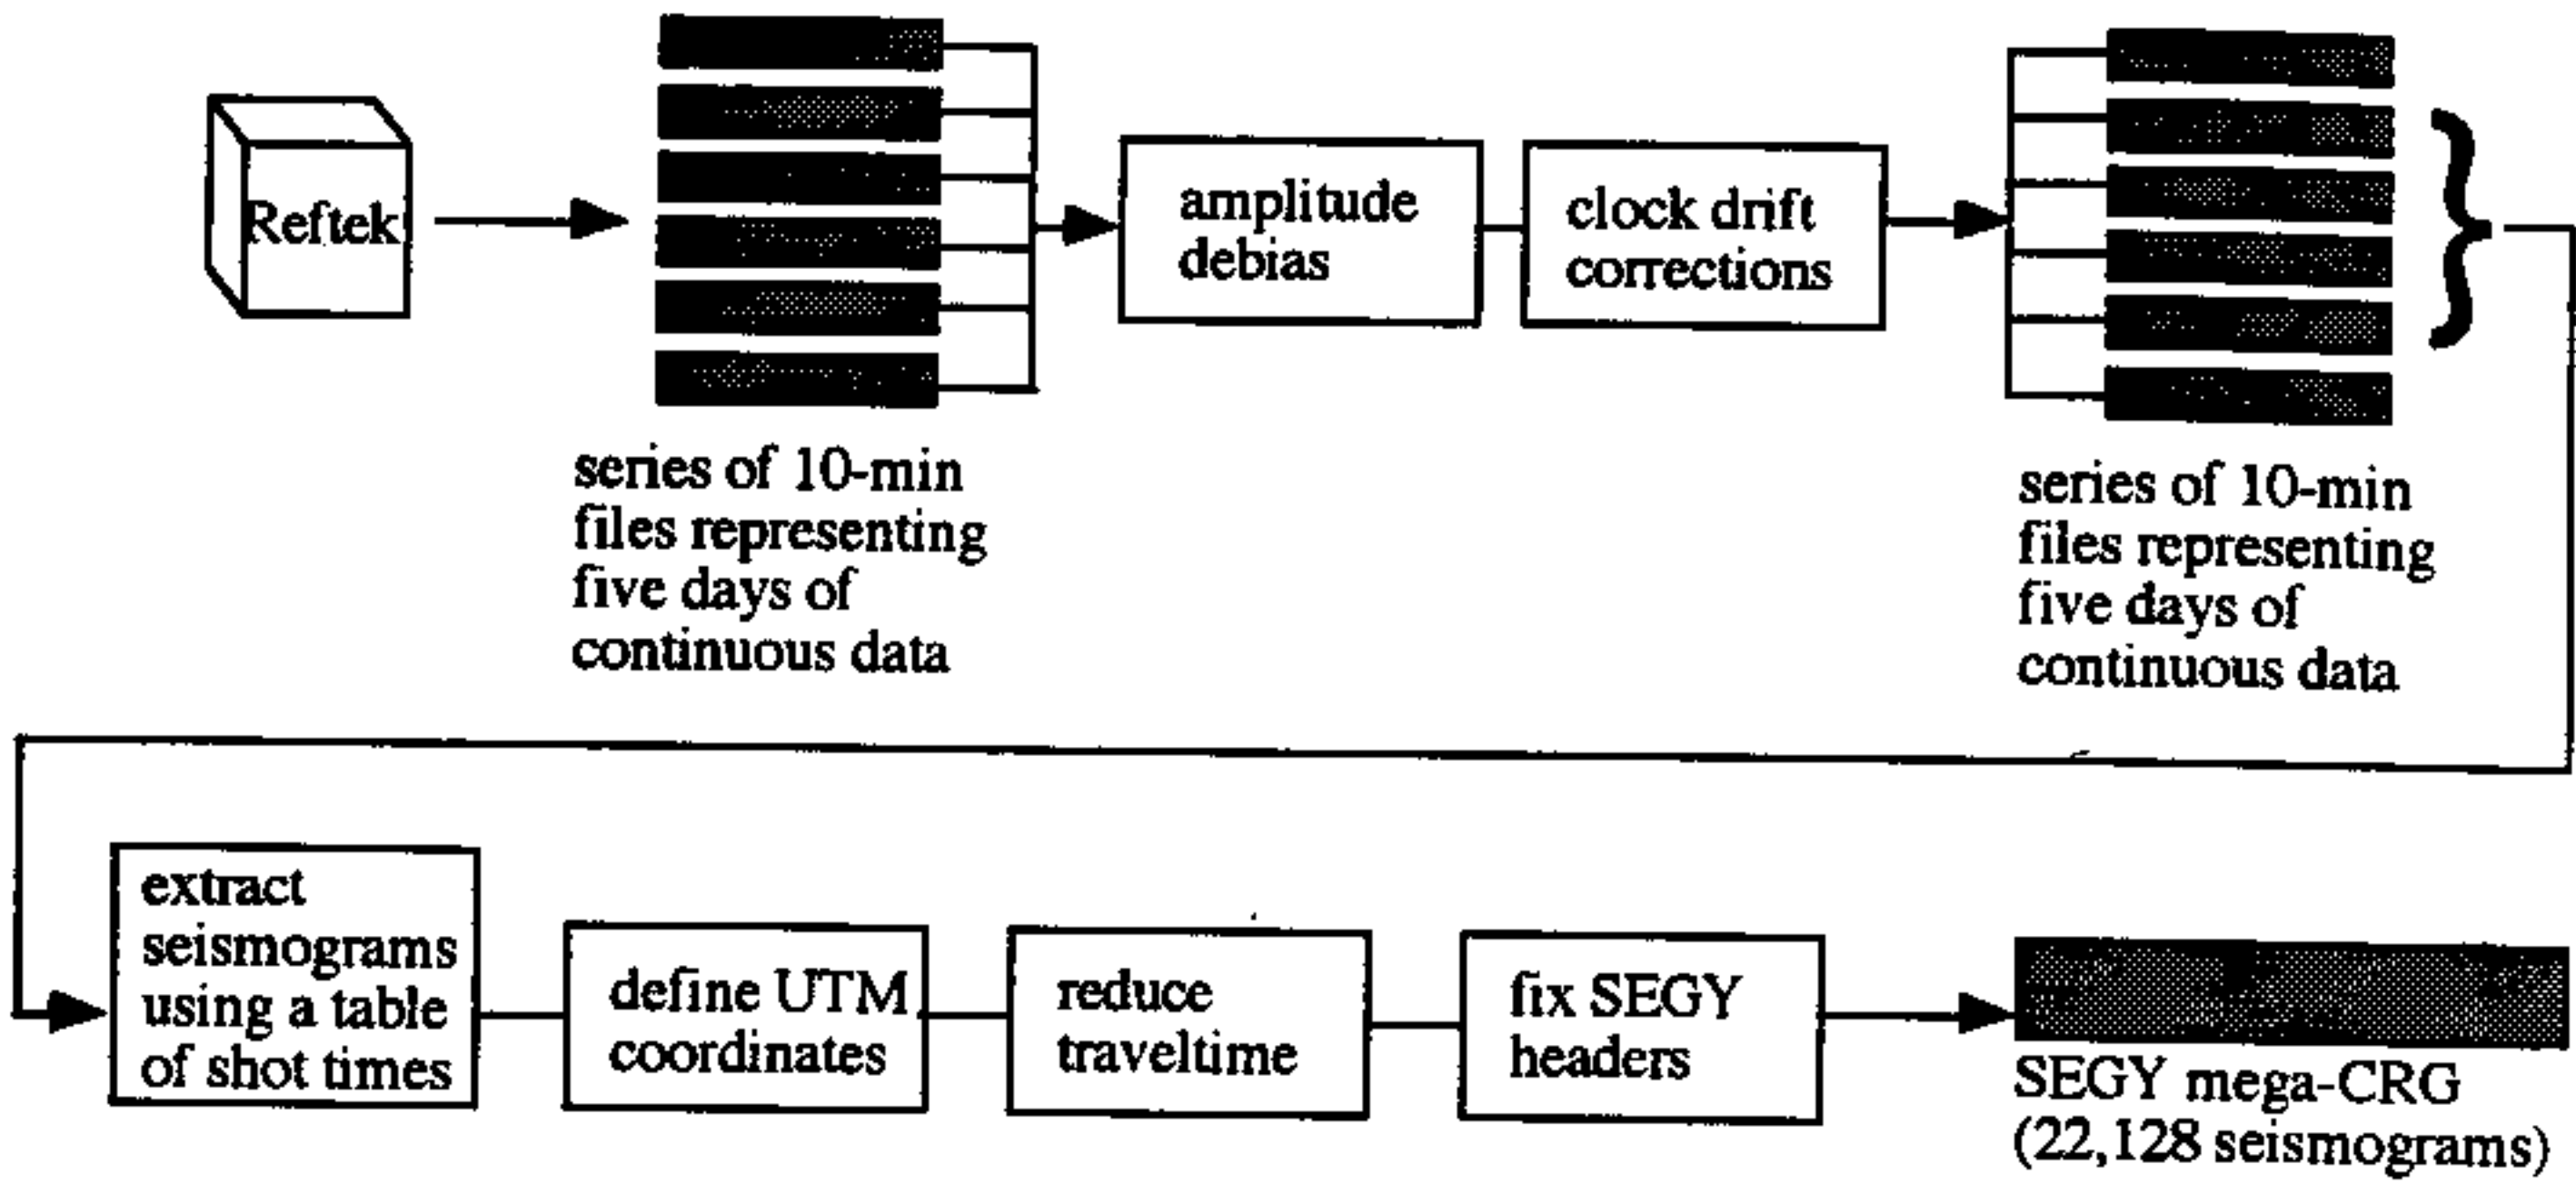 Reftek
series of 10-min
files representing
five days of
continuous data
amplitude
debias
clock drift
corrections
series of 10-min
files representing
five days of
continuous data
extract
seismograms
using a table
of shot times
define UTM
coordinates
reduce
traveltime
fix SEGY
headers
SEGY mega-CRG
(22,128 seismograms)